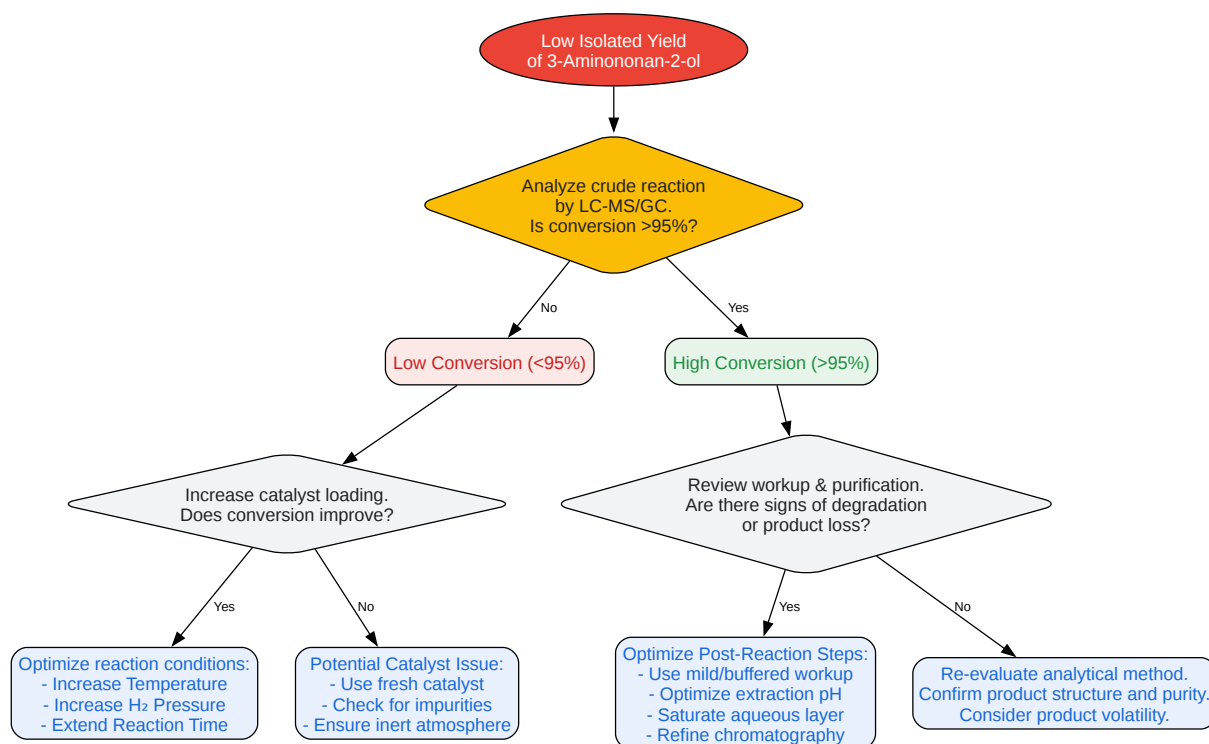 Low Isolated Yield
of 3-Aminononan-2-ol
Analyze crude reaction
by LC-MS/GC.
Is conversion >95%?
No
Yes
Low Conversion (<95%)
High Conversion (>95%)
Increase catalyst loading.
Does conversion improve?
Review workup & purification.
Are there signs of degradation
or product loss?
Yes
No
Yes
No
Optimize reaction conditions:
- Increase Temperature
- Increase H₂ Pressure
- Extend Reaction Time
Potential Catalyst Issue:
- Use fresh catalyst
- Check for impurities
- Ensure inert atmosphere
Optimize Post-Reaction Steps:
- Use mild/buffered workup
- Optimize extraction pH
- Saturate aqueous layer
- Refine chromatography
Re-evaluate analytical method.
Confirm product structure and purity.
Consider product volatility.